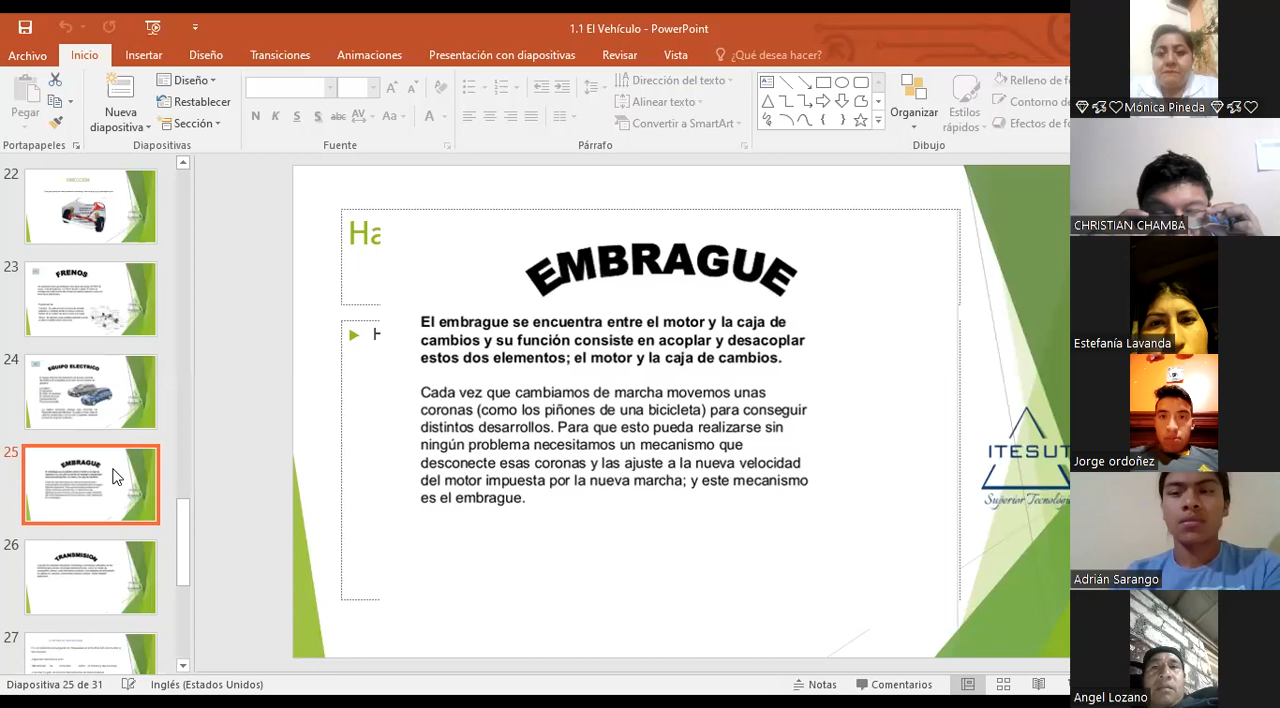 1.1 El Vehículo - PowerPoint
Archivo Inicio Insertar Diseño Transiciones Animaciones Presentación con diapositivas Revisar Vista ¿Qué desea hacer?
Pegar
Nueva
diapositiva
Diseño
Restablecer
Sección
N K S S abc AV Aa A
Dirección del texto
Alinear texto
Convertir a SmartArt
Organizar
Estilos
rápidos
Relleno de f
Contorno de
Efectos de fo
Portapapeles Diapositivas Fuente Párrafo Dibujo
22
DIRECCIÓN
23
FRENOS
24
EQUIPO ELECTRICO
25
EMBRAGUE
26
TRANSMISION
27
Ha
EMBRAGUE
El embrague se encuentra entre el motor y la caja de
cambios y su función consiste en acoplar y desacoplar
estos dos elementos; el motor y la caja de cambios.
Cada vez que cambiamos de marcha movemos unas
coronas (como los piñones de una bicicleta) para conseguir
distintos desarrollos. Para que esto pueda realizarse sin
ningún problema necesitamos un mecanismo que
desconecte esas coronas y las ajuste a la nueva velocidad
del motor impuesta por la nueva marcha; y este mecanismo
es el embrague.
ITESUT
Superior Tecnológi
Diapositiva 25 de 31 Inglés (Estados Unidos) Notas Comentarios
Mónica Pineda
CHRISTIAN CHAMBA
Estefanía Lavanda
Jorge ordoñez
Adrián Sarango
Angel Lozano